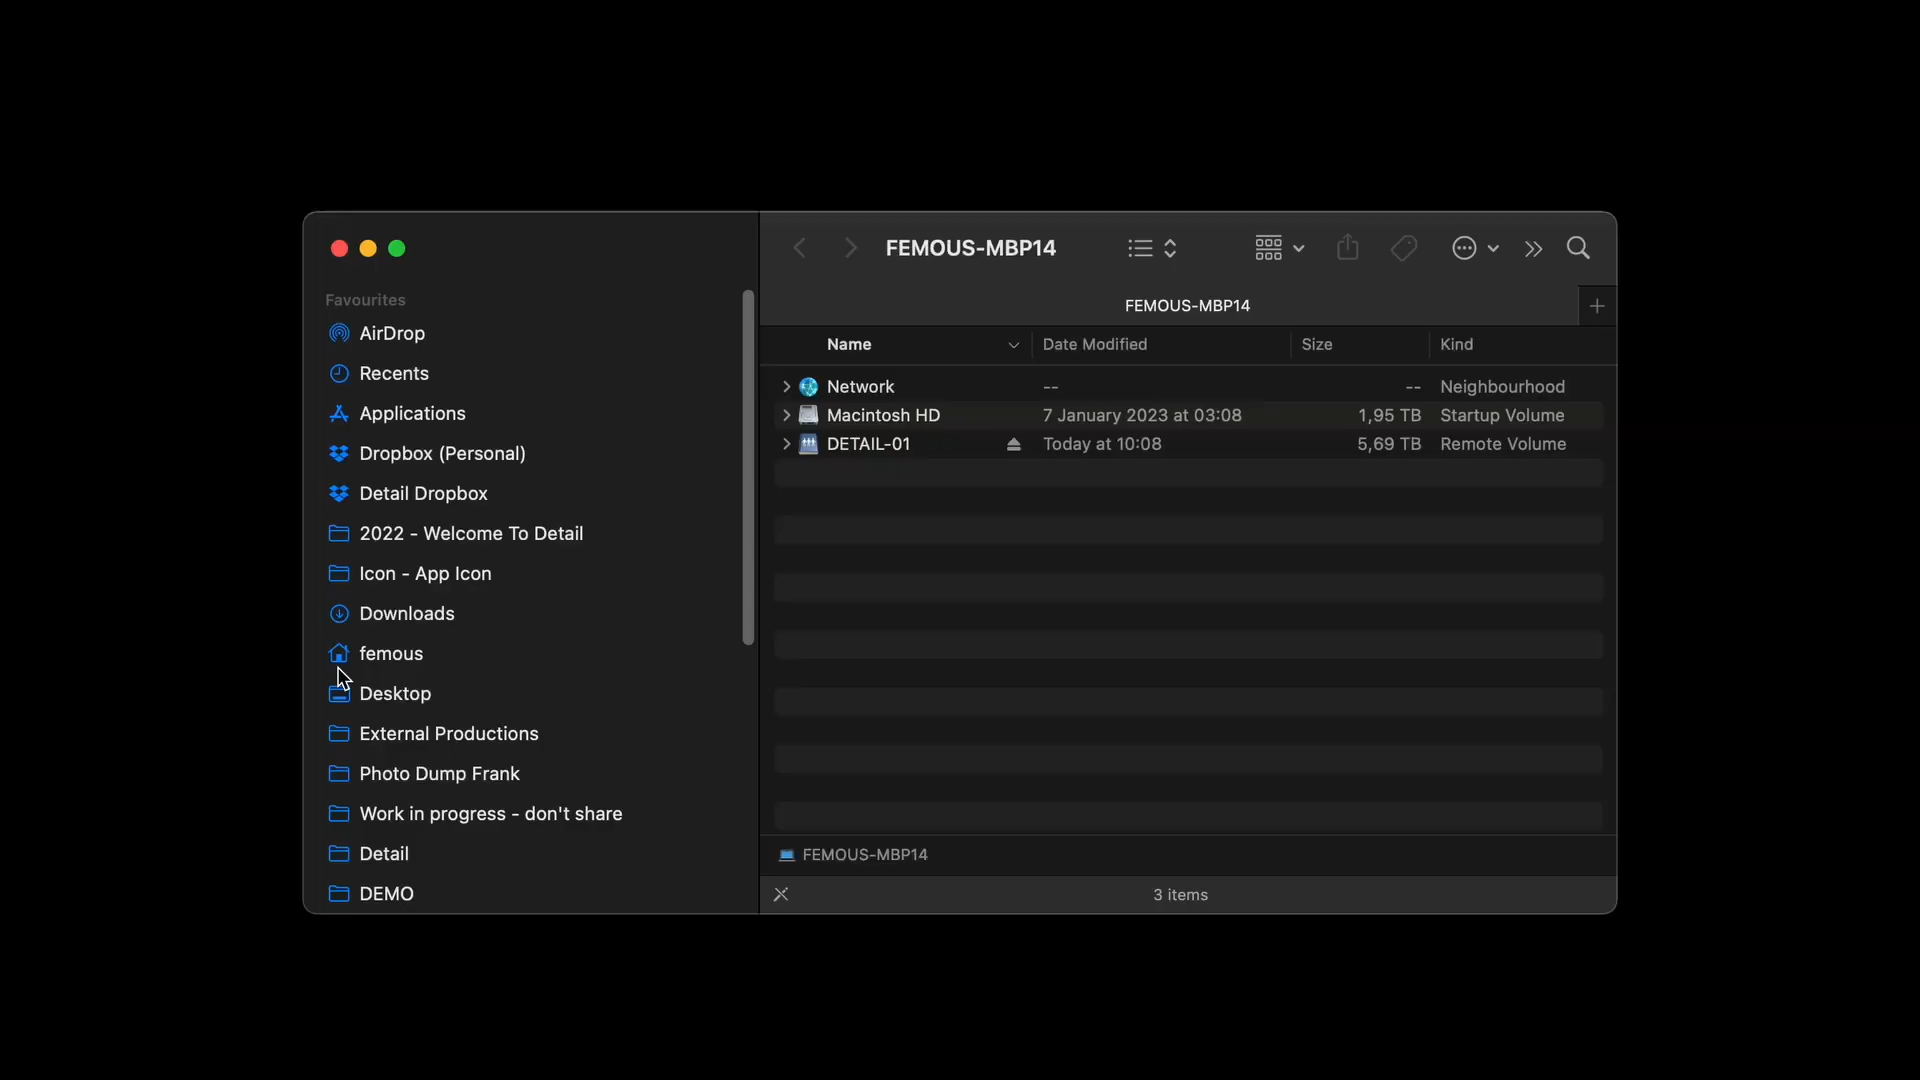 FEMOUS-MBP14
Favourites
AirDrop
Recents
Applications
Dropbox (Personal)
Detail Dropbox
2022 - Welcome To Detail
Icon - App Icon
Downloads
femous
Desktop
External Productions
Photo Dump Frank
Work in progress - don't share
Detail
DEMO
FEMOUS-MBP14
Name Date Modified Size Kind
Network -- -- Neighbourhood
Macintosh HD 7 January 2023 at 03:08 1,95 TB Startup Volume
DETAIL-01 Today at 10:08 5,69 TB Remote Volume
FEMOUS-MBP14
3 items